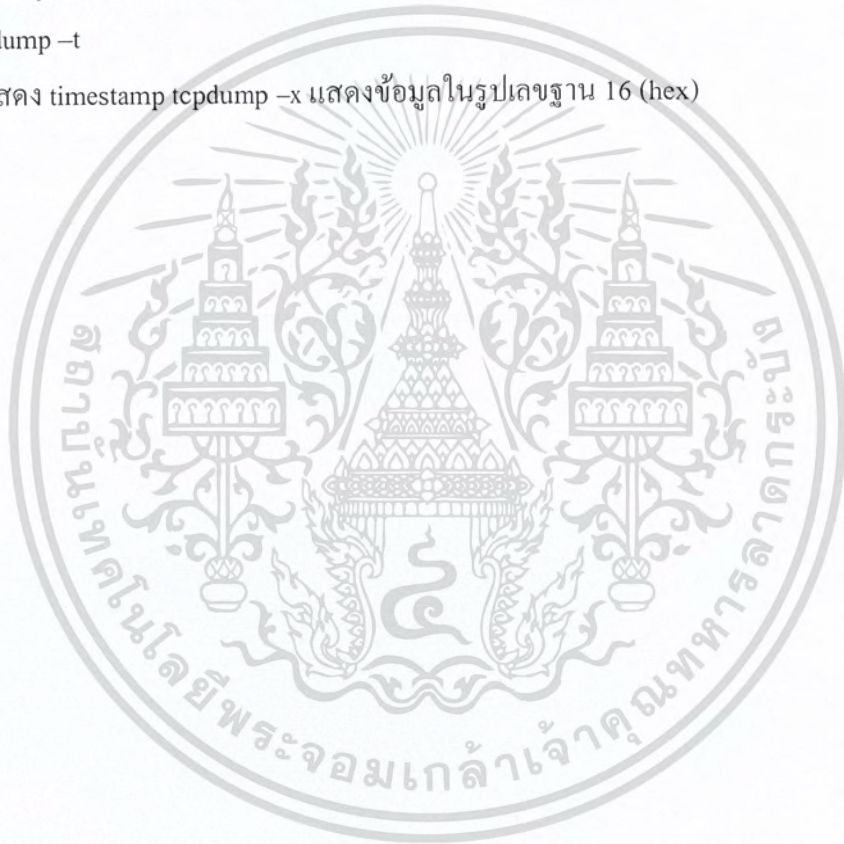 lump –t
สดง timestamp tcpdump –x แสดงข้อมูลในรูปเลขฐาน 16 (hex)
สถาบันเทคโนโลยีพระจอมเกล้าเจ้าคุณทหารลาดกระบัง